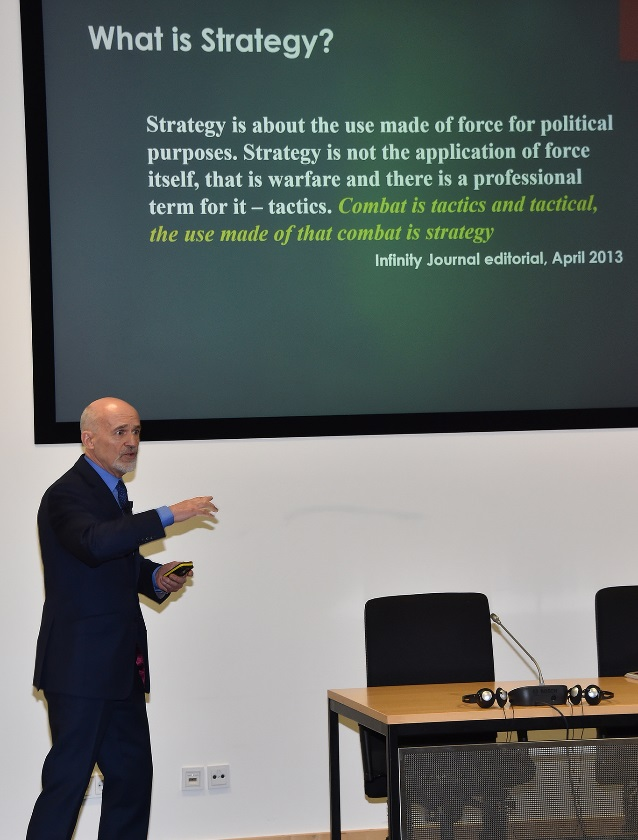 What is Strategy?
Strategy is about the use made of force for political
purposes. Strategy is not the application of force
itself, that is warfare and there is a professional
term for it – tactics. Combat is tactics and tactical,
the use made of that combat is strategy
Infinity Journal editorial, April 2013